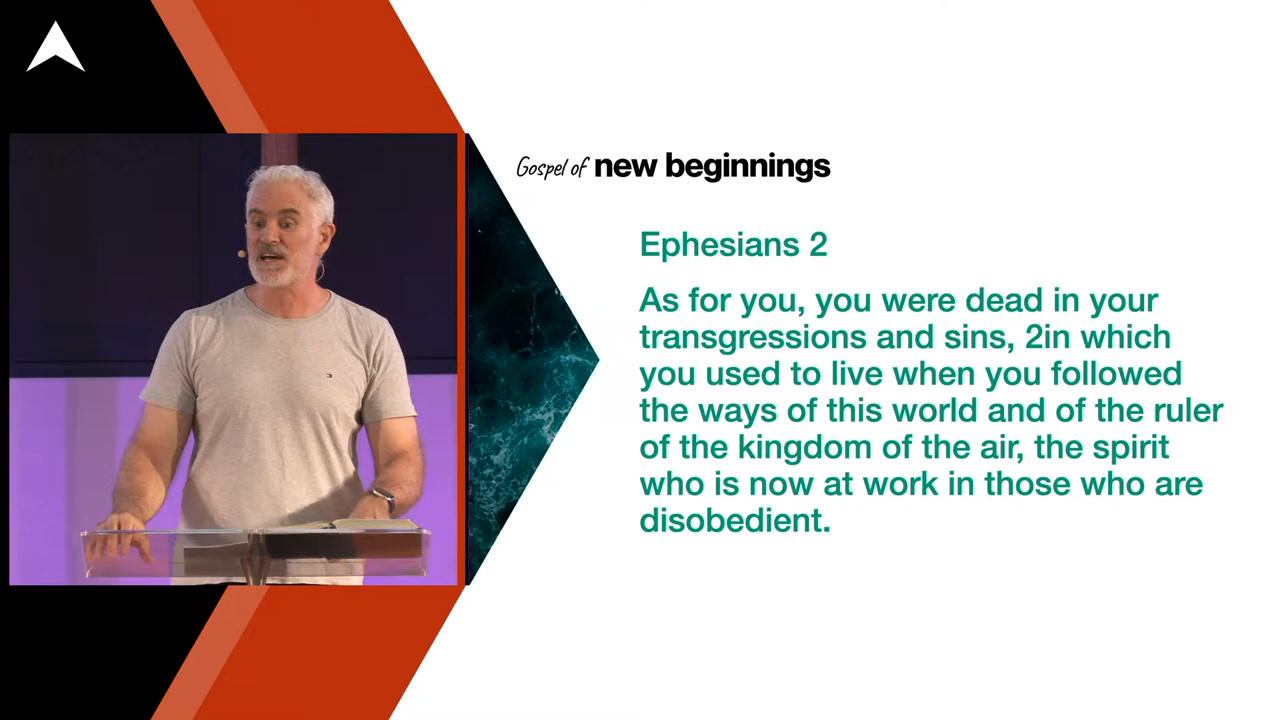 Gospel of new beginnings
Ephesians 2
As for you, you were dead in your
transgressions and sins, 2in which
you used to live when you followed
the ways of this world and of the ruler
of the kingdom of the air, the spirit
who is now at work in those who are
disobedient.